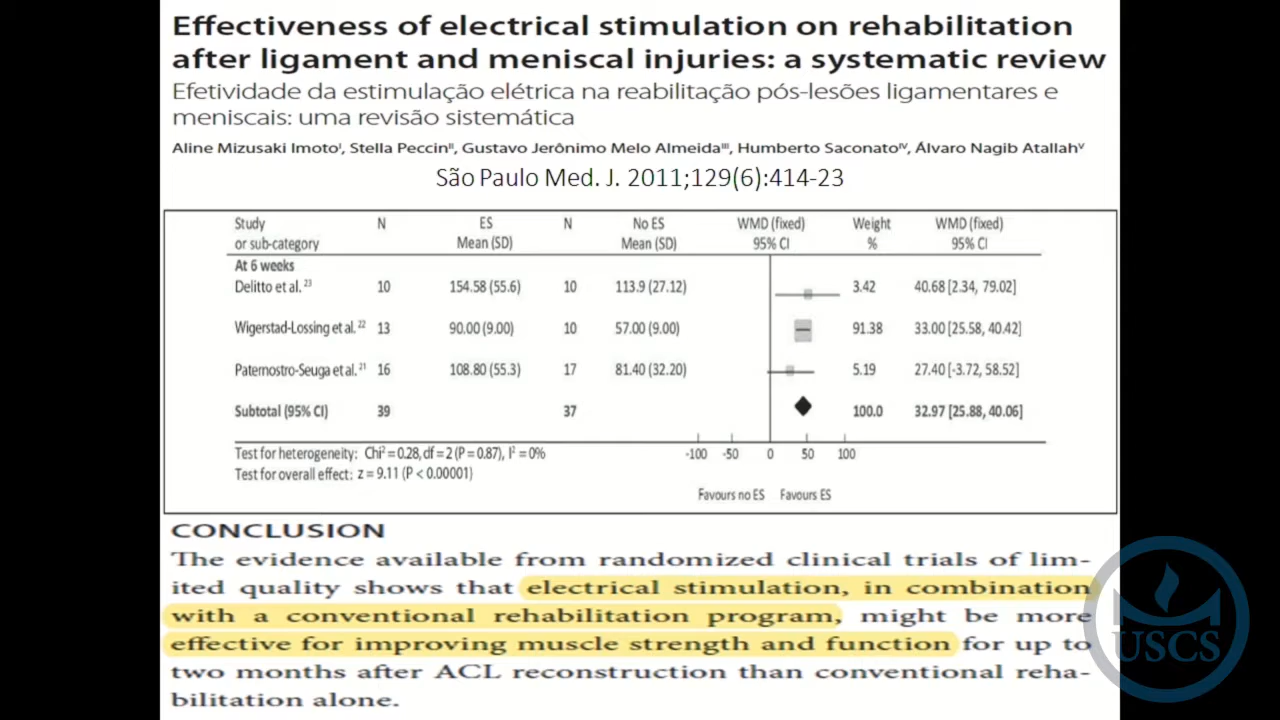 Effectiveness of electrical stimulation on rehabilitation
after ligament and meniscal injuries: a systematic review
Efetividade da estimulação elétrica na reabilitação pós-lesões ligamentares e
meniscais: uma revisão sistemática
Aline Mizusaki Imotoᴵ, Stella Peccinᴵᴵ, Gustavo Jerônimo Melo Almeidaᴵᴵᴵ, Humberto Saconatoᴵⱽ, Álvaro Nagib Atallahⱽ
São Paulo Med. J. 2011;129(6):414-23
Study N ES N No ES WMD (fixed) Weight WMD (fixed)
or sub-category Mean (SD) Mean (SD) 95% CI % 95% CI
At 6 weeks
Delitto et al. ²³ 10 154.58 (55.6) 10 113.9 (27.12) 3.42 40.68 [2.34, 79.02]
Wigerstad-Lossing et al. ²² 13 90.00 (9.00) 10 57.00 (9.00) 91.38 33.00 [25.58, 40.42]
Paternostro-Seuga et al. ²¹ 16 108.80 (55.3) 17 81.40 (32.20) 5.19 27.40 [-3.72, 58.52]
Subtotal (95% CI) 39 37 100.0 32.97 [25.88, 40.06]
Test for heterogeneity: Chi² = 0.28, df = 2 (P = 0.87), I² = 0%
-100 -50 0 50 100
Test for overall effect: z = 9.11 (P < 0.00001)
Favours no ES Favours ES
CONCLUSION
The evidence available from randomized clinical trials of lim-
ited quality shows that electrical stimulation, in combination
with a conventional rehabilitation program, might be more
effective for improving muscle strength and function for up to
two months after ACL reconstruction than conventional reha-
bilitation alone.
USCS